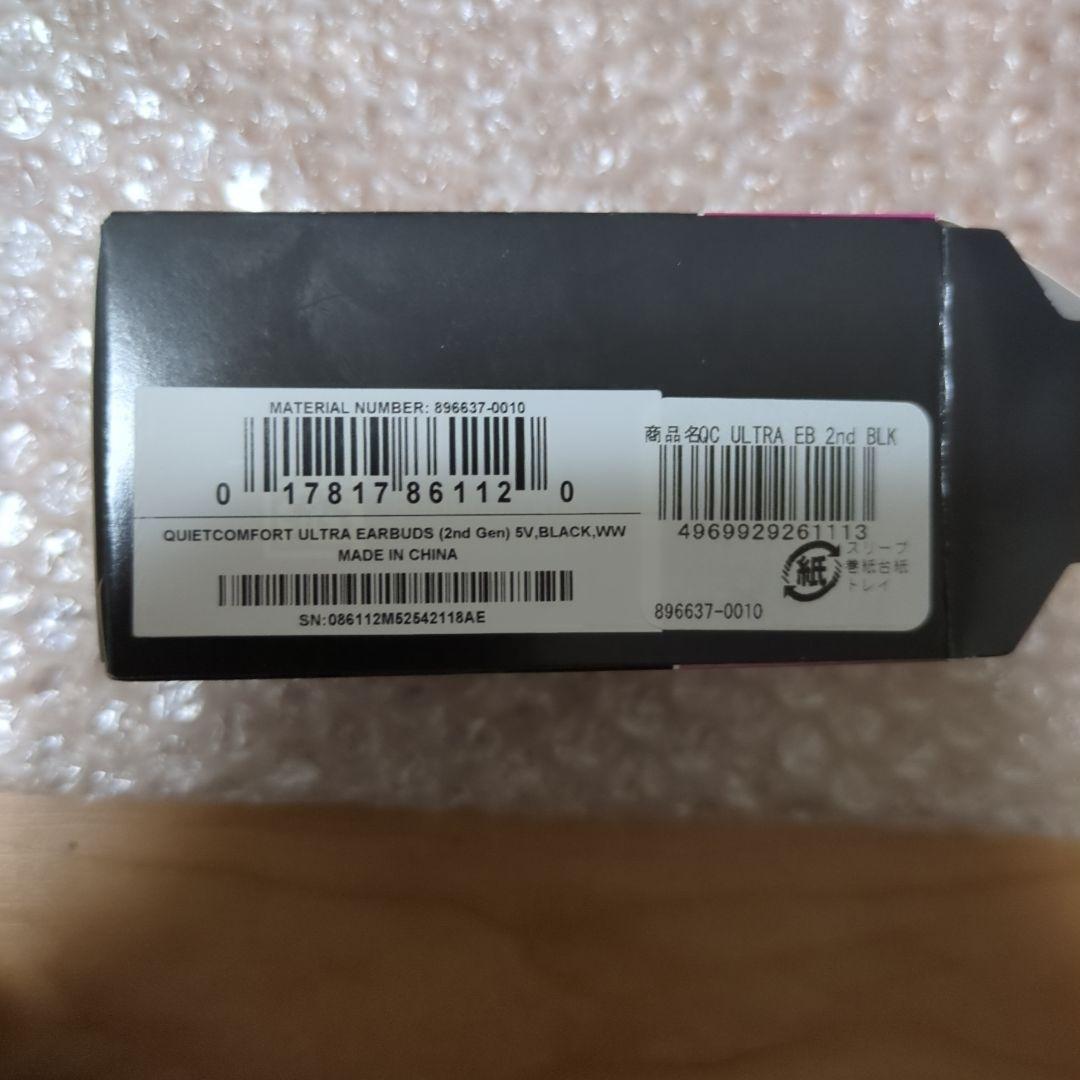 MATERIAL NUMBER: 896637-0010
0 17817 86112 0
QUIETCOMFORT ULTRA EARBUDS (2nd Gen) 5V,BLACK,WW
MADE IN CHINA
SN:086112M52542118AE
商品名QC ULTRA EB 2nd BLK
4969929261113
紙
スリーブ
巻紙台紙
トレイ
896637-0010